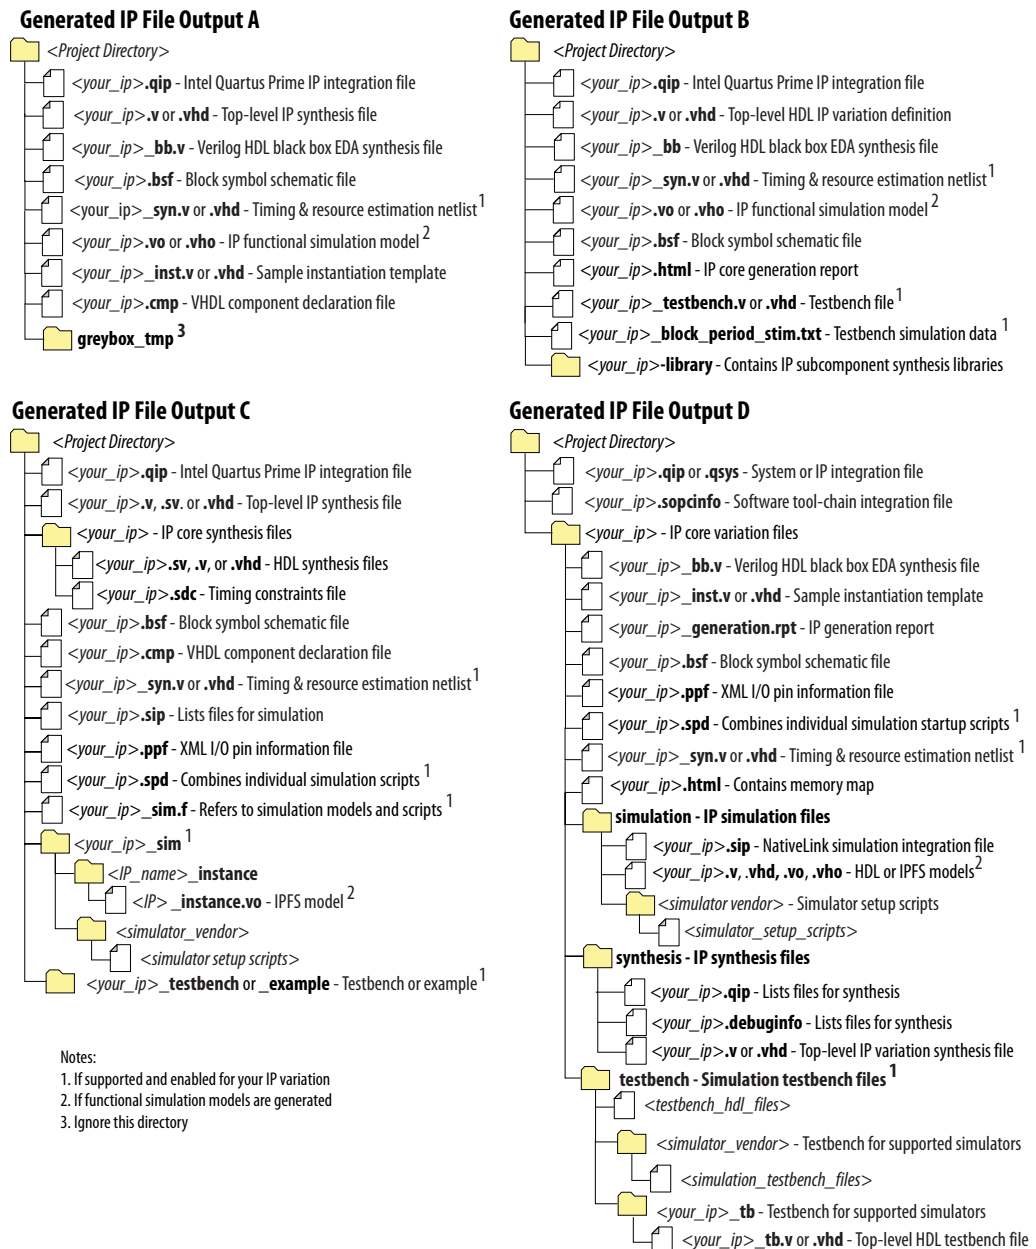 Generated IP File Output A
<Project Directory>
<your_ip>.qip - Intel Quartus Prime IP integration file
<your_ip>.v or .vhd - Top-level IP synthesis file
<your_ip>_bb.v - Verilog HDL black box EDA synthesis file
<your_ip>.bsf - Block symbol schematic file
<your_ip>_syn.v or .vhd - Timing & resource estimation netlist 1
<your_ip>.vo or .vho - IP functional simulation model 2
<your_ip>_inst.v or .vhd - Sample instantiation template
<your_ip>.cmp - VHDL component declaration file
greybox_tmp 3
Generated IP File Output B
<Project Directory>
<your_ip>.qip - Intel Quartus Prime IP integration file
<your_ip>.v or .vhd - Top-level HDL IP variation definition
<your_ip>_bb - Verilog HDL black box EDA synthesis file
<your_ip>_syn.v or .vhd - Timing & resource estimation netlist 1
<your_ip>.vo or .vho - IP functional simulation model 2
<your_ip>.bsf - Block symbol schematic file
<your_ip>.html - IP core generation report
<your_ip>_testbench.v or .vhd - Testbench file 1
<your_ip>_block_period_stim.txt - Testbench simulation data 1
<your_ip>-library - Contains IP subcomponent synthesis libraries
Generated IP File Output C
<Project Directory>
<your_ip>.qip - Intel Quartus Prime IP integration file
<your_ip>.v, .sv. or .vhd - Top-level IP synthesis file
<your_ip> - IP core synthesis files
<your_ip>.sv, .v, or .vhd - HDL synthesis files
<your_ip>.sdc - Timing constraints file
<your_ip>.bsf - Block symbol schematic file
<your_ip>.cmp - VHDL component declaration file
<your_ip>_syn.v or .vhd - Timing & resource estimation netlist 1
<your_ip>.sip - Lists files for simulation
<your_ip>.ppf - XML I/O pin information file
<your_ip>.spd - Combines individual simulation scripts 1
<your_ip>_sim.f - Refers to simulation models and scripts 1
<your_ip>_sim 1
<IP_name>_instance
<IP>_instance.vo - IPFS model 2
<simulator_vendor>
<simulator setup scripts>
<your_ip>_testbench or _example - Testbench or example 1
Notes:
1. If supported and enabled for your IP variation
2. If functional simulation models are generated
3. Ignore this directory
Generated IP File Output D
<Project Directory>
<your_ip>.qip or .qsys - System or IP integration file
<your_ip>.sopcinfo - Software tool-chain integration file
<your_ip> - IP core variation files
<your_ip>_bb.v - Verilog HDL black box EDA synthesis file
<your_ip>_inst.v or .vhd - Sample instantiation template
<your_ip>_generation.rpt - IP generation report
<your_ip>.bsf - Block symbol schematic file
<your_ip>.ppf - XML I/O pin information file
<your_ip>.spd - Combines individual simulation startup scripts 1
<your_ip>_syn.v or .vhd - Timing & resource estimation netlist 1
<your_ip>.html - Contains memory map
simulation - IP simulation files
<your_ip>.sip - NativeLink simulation integration file
<your_ip>.v, .vhd, .vo, .vho - HDL or IPFS models 2
<simulator vendor> - Simulator setup scripts
<simulator_setup_scripts>
synthesis - IP synthesis files
<your_ip>.qip - Lists files for synthesis
<your_ip>.debuginfo - Lists files for synthesis
<your_ip>.v or .vhd - Top-level IP variation synthesis file
testbench - Simulation testbench files 1
<testbench_hdl_files>
<simulator_vendor> - Testbench for supported simulators
<simulation_testbench_files>
<your_ip>_tb - Testbench for supported simulators
<your_ip>_tb.v or .vhd - Top-level HDL testbench file